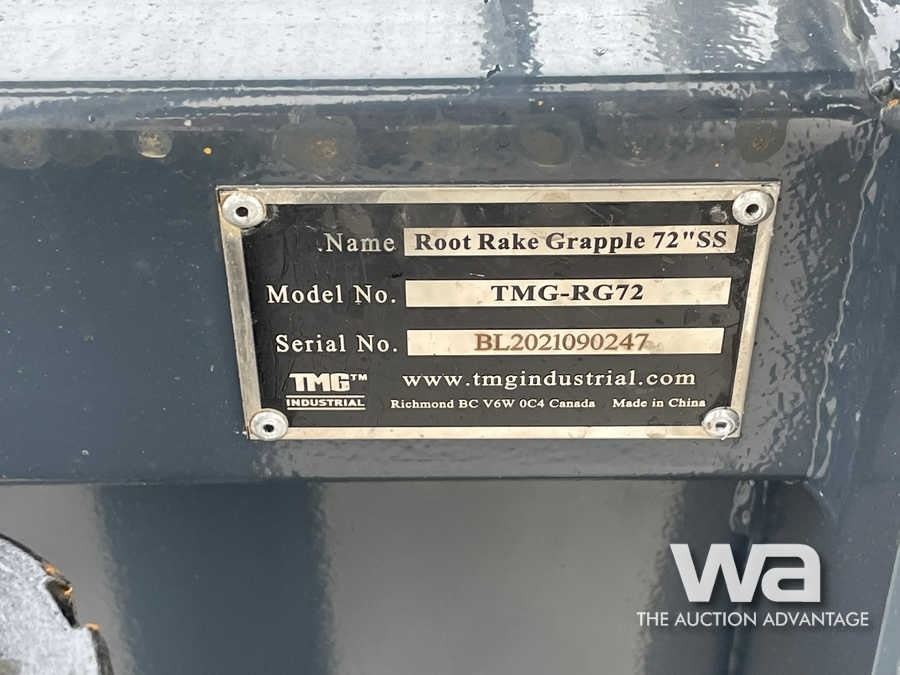 Name Root Rake Grapple 72"SS
Model No. TMG-RG72
Serial No. BL2021090247
TMG™ www.tmgindustrial.com
INDUSTRIAL Richmond BC V6W 0C4 Canada Made in China
wa
THE AUCTION ADVANTAGE